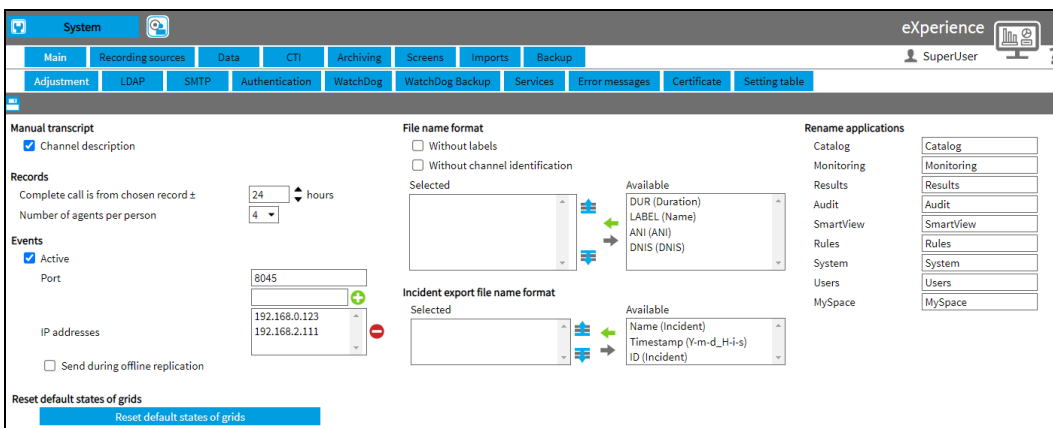 System
eXperience
Main Recording sources Data CTI Archiving Screens Imports Backup
SuperUser
Adjustment LDAP SMTP Authentication WatchDog WatchDog Backup Services Error messages Certificate Setting table
Manual transcript
Channel description
Records
Complete call is from chosen record ± 24 hours
Number of agents per person 4
Events
Active
Port 8045
IP addresses
192.168.0.123
192.168.2.111
Send during offline replication
Reset default states of grids
Reset default states of grids
File name format
Without labels
Without channel identification
Selected Available
DUR (Duration)
LABEL (Name)
ANI (ANI)
DNIS (DNIS)
Incident export file name format
Selected Available
Name (Incident)
Timestamp (Y-m-d_H-i-s)
ID (Incident)
Rename applications
Catalog Catalog
Monitoring Monitoring
Results Results
Audit Audit
SmartView SmartView
Rules Rules
System System
Users Users
MySpace MySpace